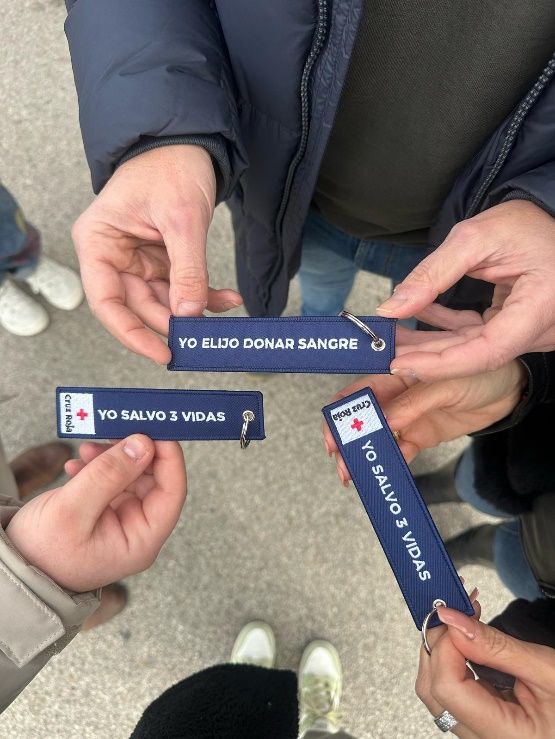 YO ELIJO DONAR SANGRE
Cruz Roja
YO SALVO 3 VIDAS
Cruz Roja
YO SALVO 3 VIDAS